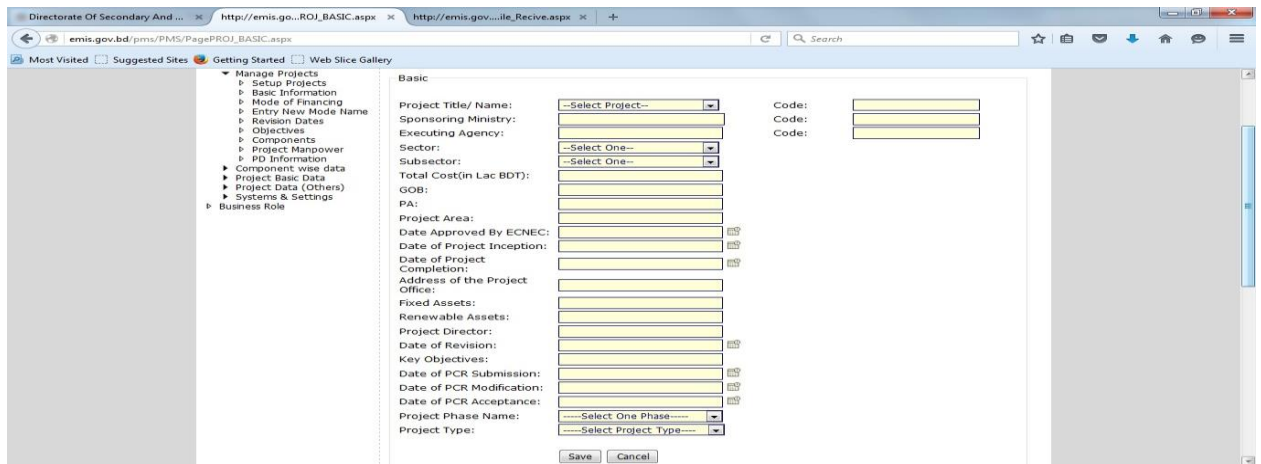 Directorate Of Secondary And ... × http://emis.go...ROJ_BASIC.aspx × http://emis.gov....ile_Recive.aspx × +
emis.gov.bd/pms/PMS/PagePROJ_BASIC.aspx Search
Most Visited Suggested Sites Getting Started Web Slice Gallery
Manage Projects
Setup Projects
Basic Information
Mode of Financing
Entry New Mode Name
Revision Dates
Objectives
Components
Project Manpower
PD Information
Component wise data
Project Basic Data
Project Data (Others)
Systems & Settings
Business Role
Basic
Project Title/ Name: --Select Project-- Code:
Sponsoring Ministry: Code:
Executing Agency: Code:
Sector: --Select One--
Subsector: --Select One--
Total Cost(in Lac BDT):
GOB:
PA:
Project Area:
Date Approved By ECNEC:
Date of Project Inception:
Date of Project
Completion:
Address of the Project
Office:
Fixed Assets:
Renewable Assets:
Project Director:
Date of Revision:
Key Objectives:
Date of PCR Submission:
Date of PCR Modification:
Date of PCR Acceptance:
Project Phase Name: -----Select One Phase-----
Project Type: -----Select Project Type----
Save Cancel